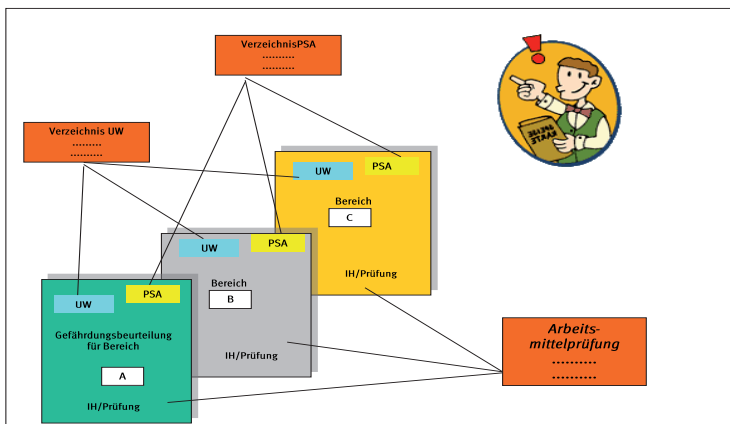 VerzeichnisPSA
..........
..........
Verzeichnis UW
.........
..........
UW
PSA
Bereich
C
IH/Prüfung
UW
PSA
Bereich
B
IH/Prüfung
UW
PSA
Gefährdungsbeurteilung
für Bereich
A
IH/Prüfung
Arbeits-
mittelprüfung
..........
..........